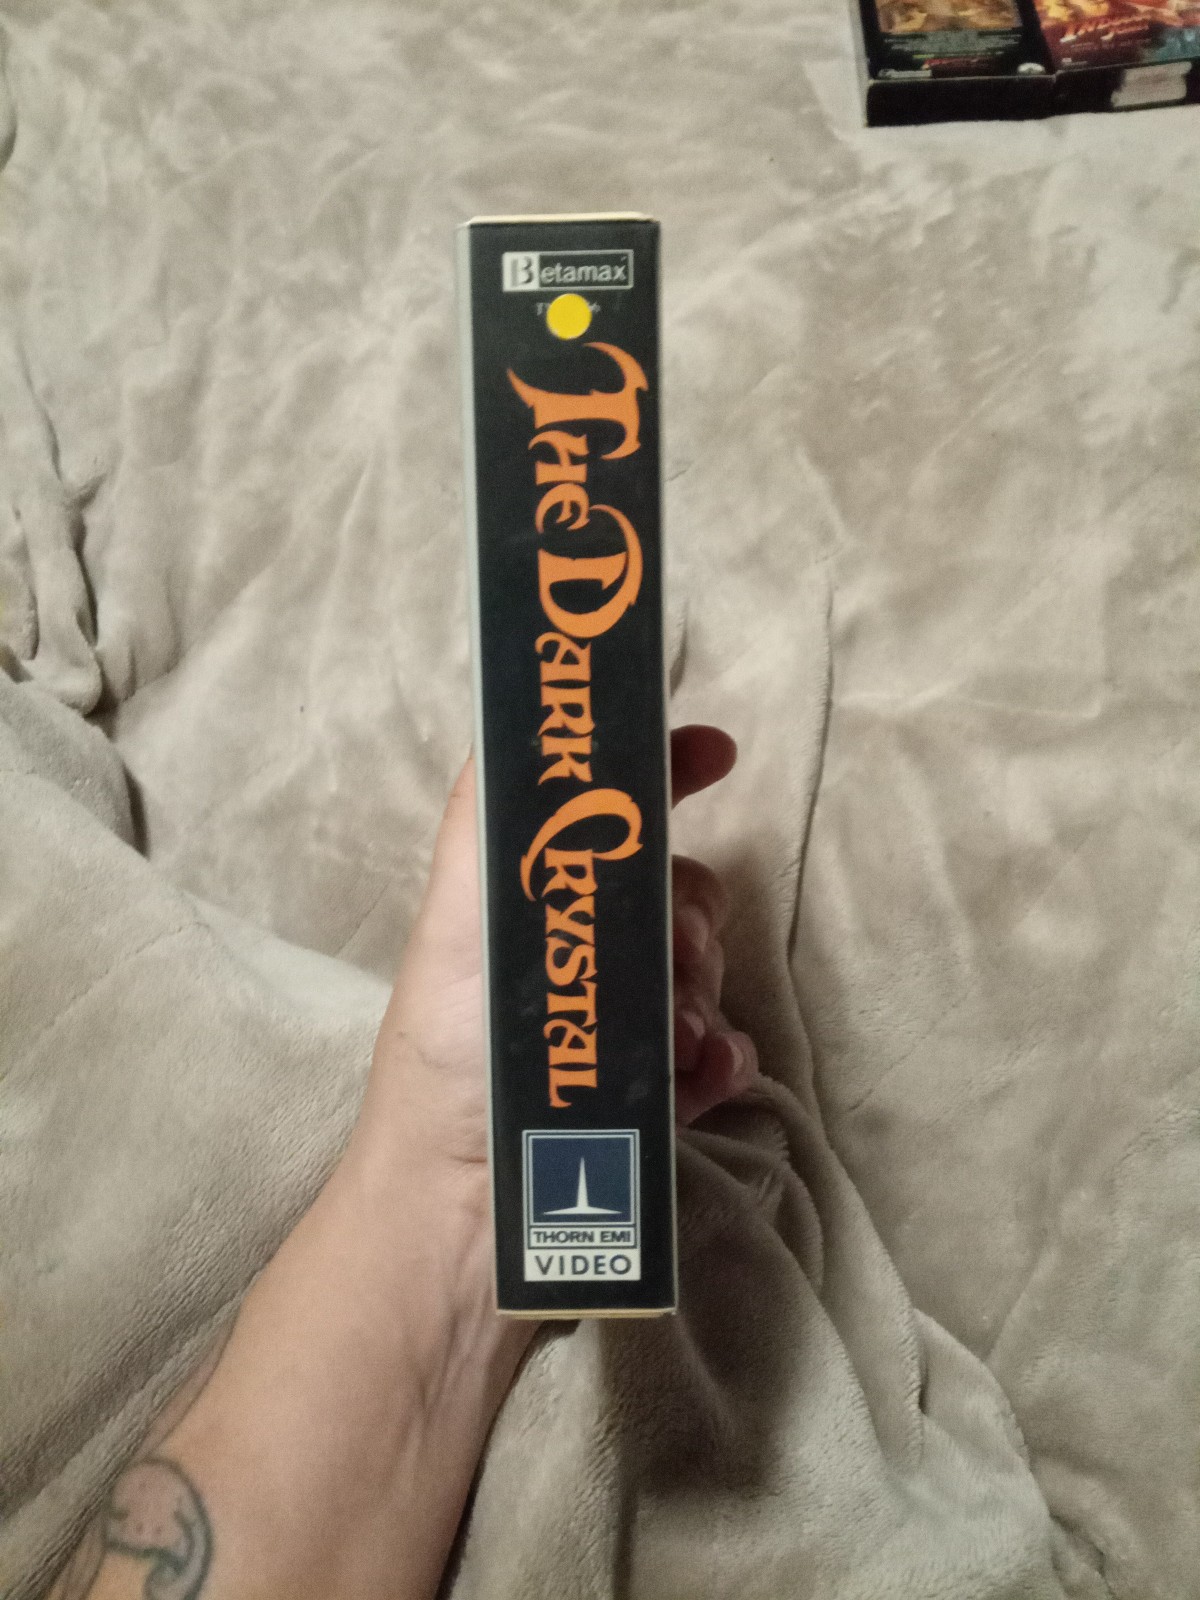 Betamax
THE DARK CRYSTAL
THORN EMI
VIDEO